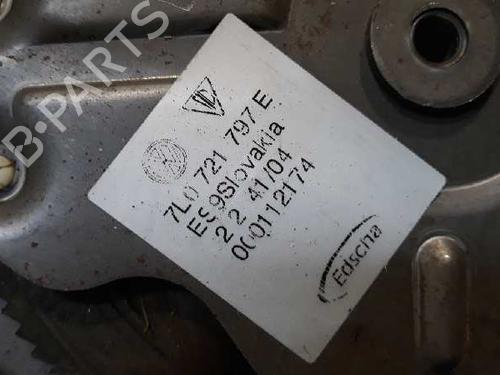 B-PARTS
7L0 721 797 E
ES9Slovakia
2 2 41/04
000112174
Edscha